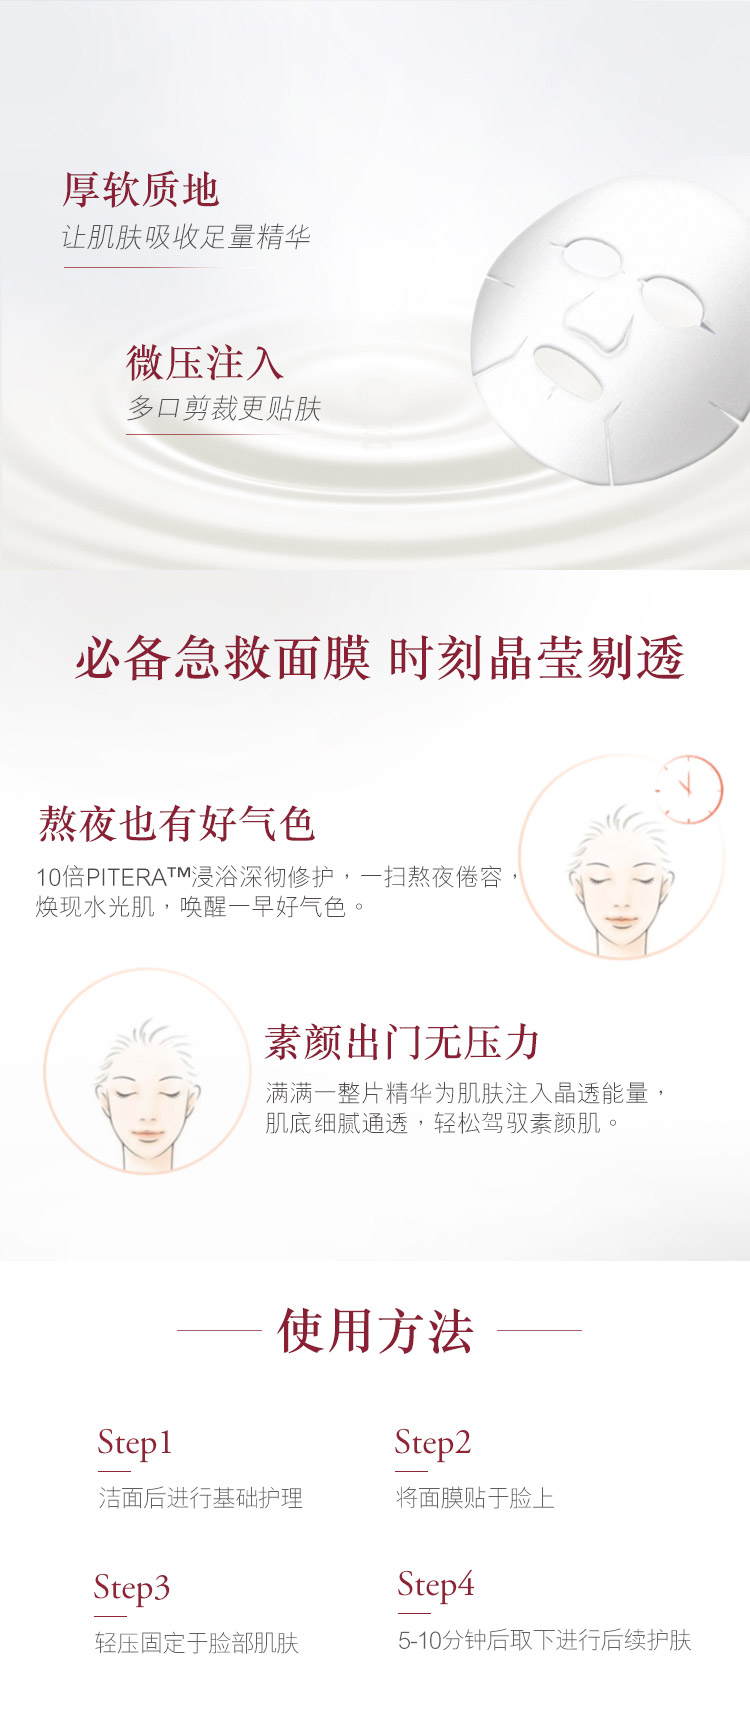 厚软质地
让肌肤吸收足量精华
微压注入
多口剪裁更贴肤
必备急救面膜 时刻晶莹剔透
熬夜也有好气色
10倍PITERA™浸浴深彻修护，一扫熬夜倦容，
焕现水光肌，唤醒一早好气色。
素颜出门无压力
满满一整片精华为肌肤注入晶透能量，
肌底细腻通透，轻松驾驭素颜肌。
使用方法
Step1
洁面后进行基础护理
Step2
将面膜贴于脸上
Step3
轻压固定于脸部肌肤
Step4
5-10分钟后取下进行后续护肤